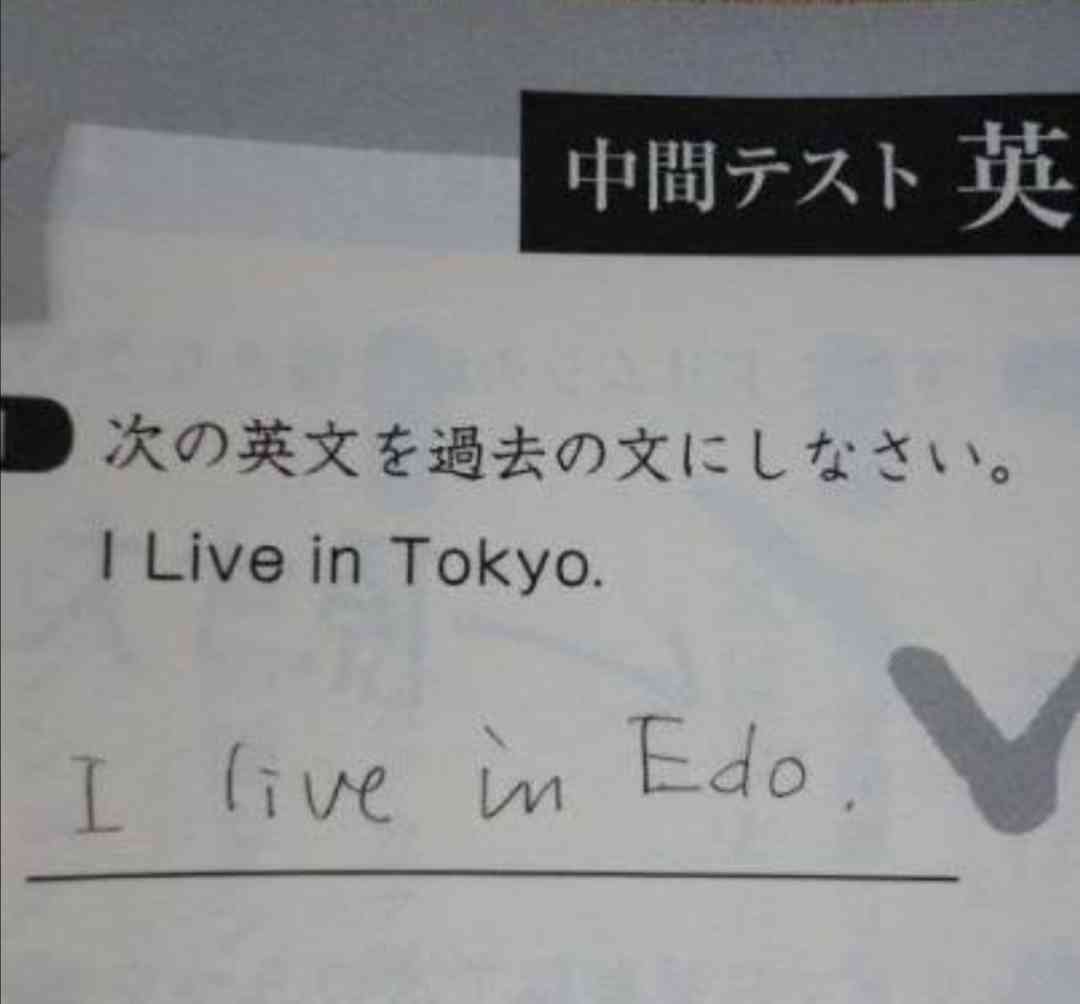 中間テスト 英
1 次の英文を過去の文にしなさい。
I Live in Tokyo.
I live in Edo.